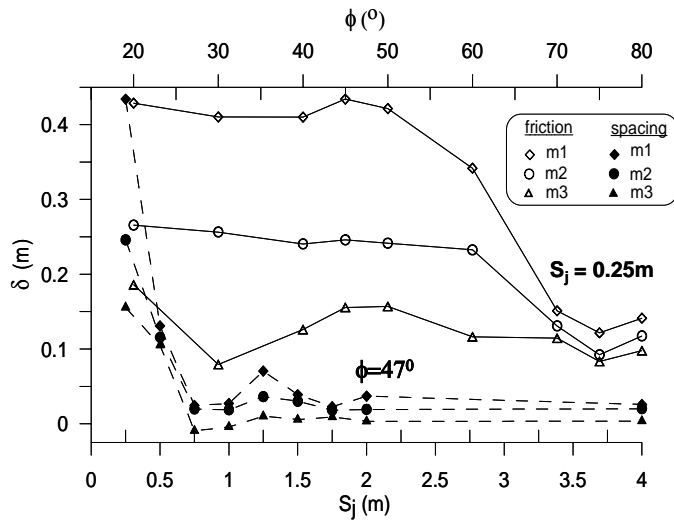 ϕ (º)
20 30 40 50 60 70 80
0.4
0.3
0.2
0.1
0
δ (m)
friction spacing
m1 m1
m2 m2
m3 m3
Sj = 0.25m
ϕ=47⁰
0 0.5 1 1.5 2 2.5 3 3.5 4
Sj (m)